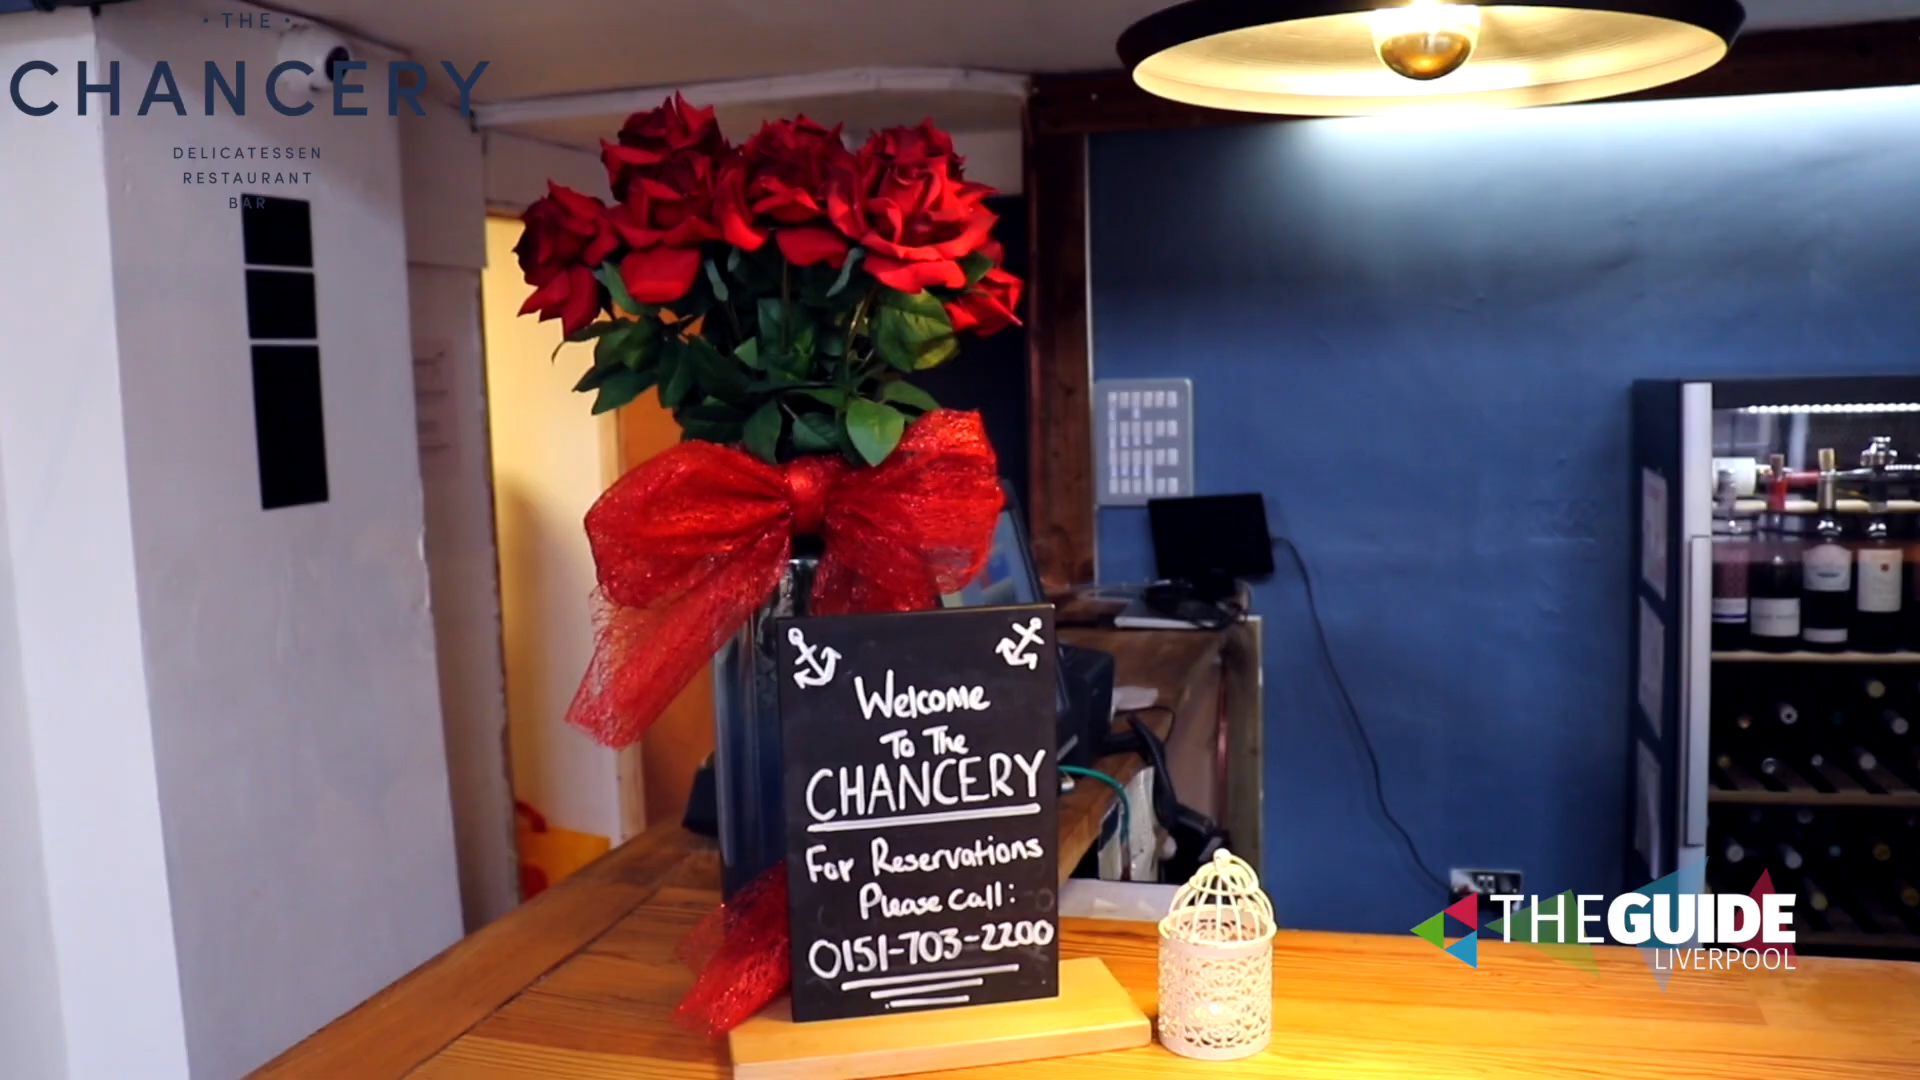 · THE ·
CHANCERY
DELICATESSEN
RESTAURANT
BAR
Welcome
To The
CHANCERY
For Reservations
Please call:
0151-703-2200
THEGUIDE
LIVERPOOL